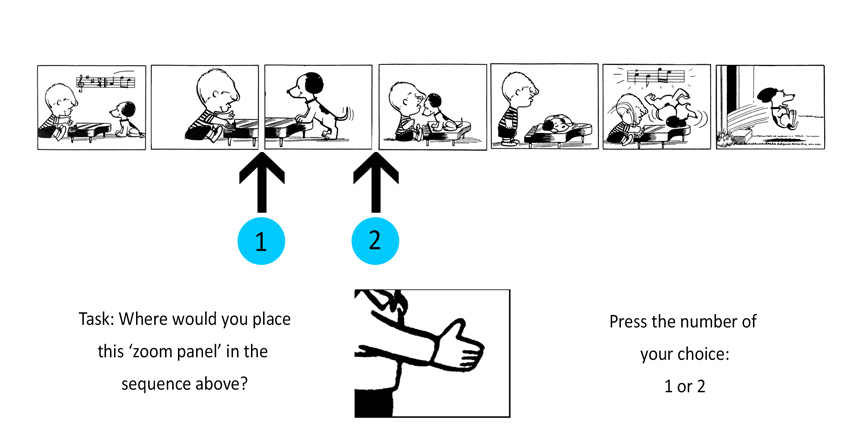 1
2
Task: Where would you place
this ‘zoom panel’ in the
sequence above?
Press the number of
your choice:
1 or 2